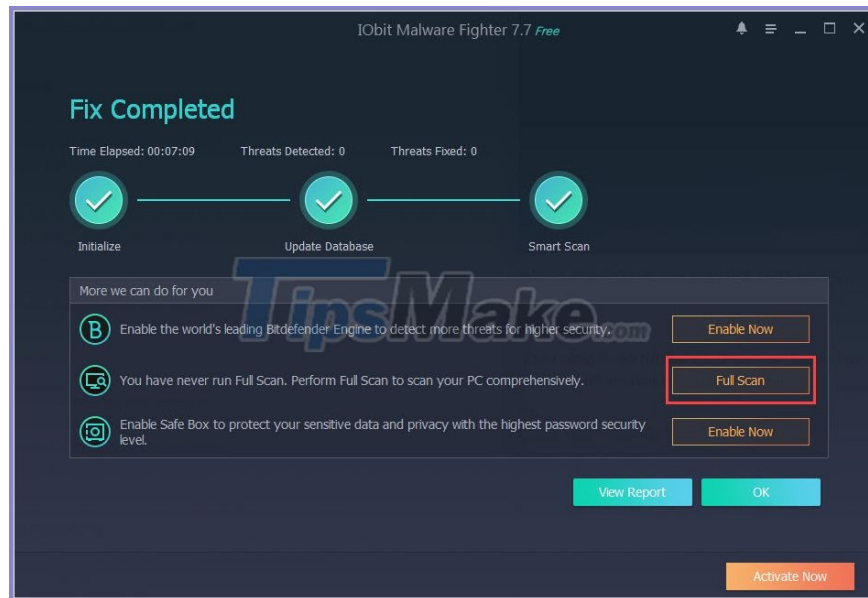 IObit Malware Fighter 7.7 Free
Fix Completed
Time Elapsed: 00:07:09 Threats Detected: 0 Threats Fixed: 0
Initialize Update Database Smart Scan
More we can do for you
TipsMake.com
Enable the world's leading Bitdefender Engine to detect more threats for higher security. Enable Now
You have never run Full Scan. Perform Full Scan to scan your PC comprehensively. Full Scan
Enable Safe Box to protect your sensitive data and privacy with the highest password security
level. Enable Now
View Report OK
Activate Now